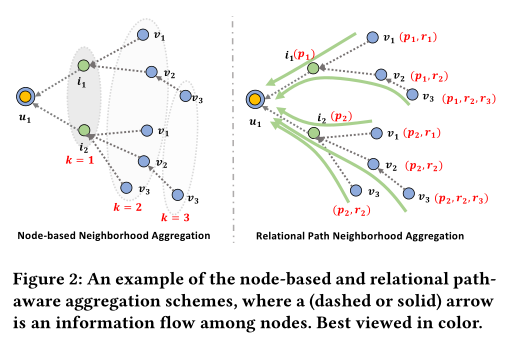 v1
i1
v2
v3
u1
v1
i2
v2
k = 1
v3
k = 2
k = 3
Node-based Neighborhood Aggregation
v1 (p1, r1)
i1(p1)
v2 (p1, r2)
v3 (p1, r2, r3)
u1
i2 (p2)
v1 (p2, r1)
v2 (p2, r2)
v3
v3 (p2, r2, r3)
(p2, r2)
Relational Path Neighborhood Aggregation
Figure 2: An example of the node-based and relational path-
aware aggregation schemes, where a (dashed or solid) arrow
is an information flow among nodes. Best viewed in color.